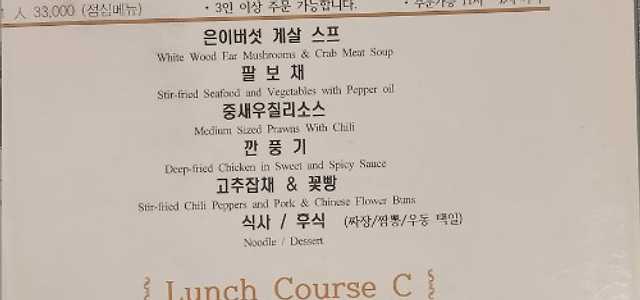 人 33,000 (점심메뉴) · 3인 이상 주문 가능합니다. · 주문가능
은이버섯 게살 스프
White Wood Ear Mushrooms & Crab Meat Soup
팔 보 채
Stir-fried Seafood and Vegetables with Pepper oil
중새우칠리소스
Medium Sized Prawns With Chili
깐 풍 기
Deep-fried Chicken in Sweet and Spicy Sauce
고추잡채 & 꽃빵
Stir-fried Chili Peppers and Pork & Chinese Flower Buns
식사 / 후식 (짜장/짬뽕/우동 택일)
Noodle / Dessert
Lunch Course C